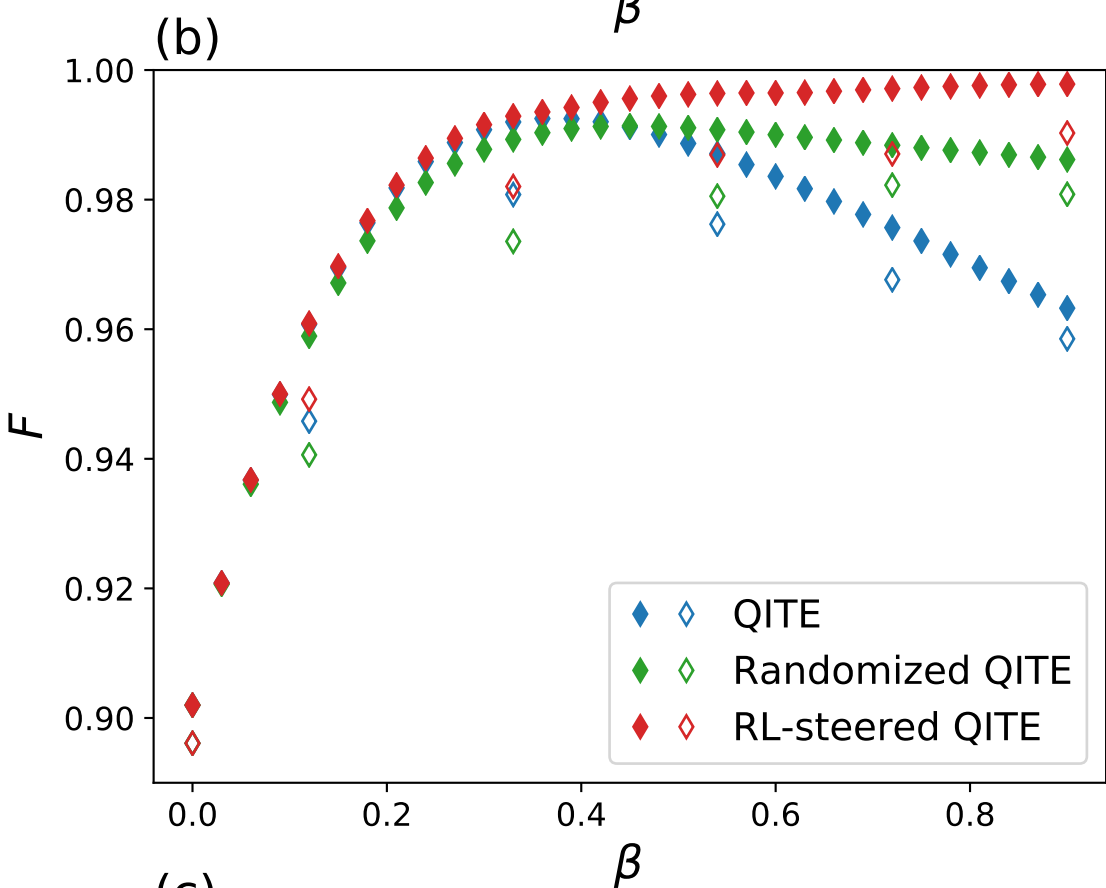 β
(b)
1.00
0.98
0.96
0.94
0.92
0.90
F
QITE
Randomized QITE
RL-steered QITE
0.0 0.2 0.4 0.6 0.8
β
(c)